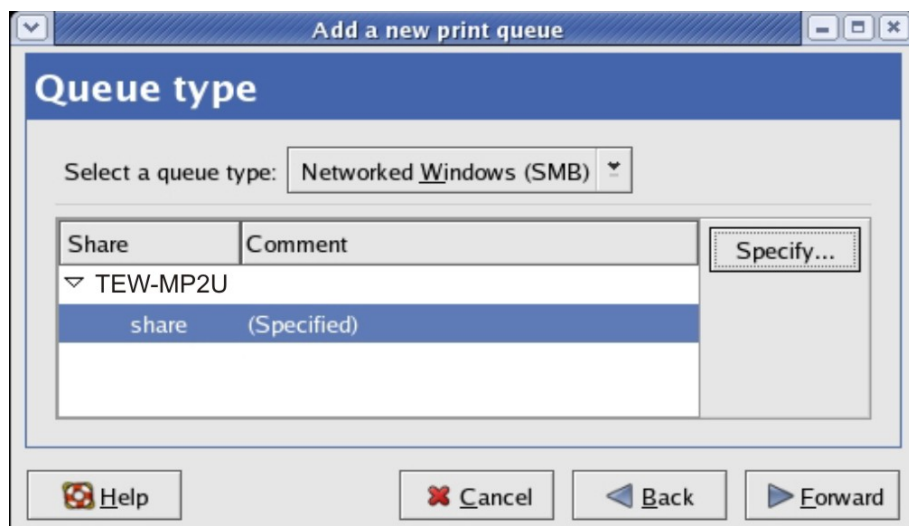 Add a new print queue
Queue type
Select a queue type: Networked Windows (SMB)
Share Comment
Specify...
TEW-MP2U
share (Specified)
Help Cancel Back Forward